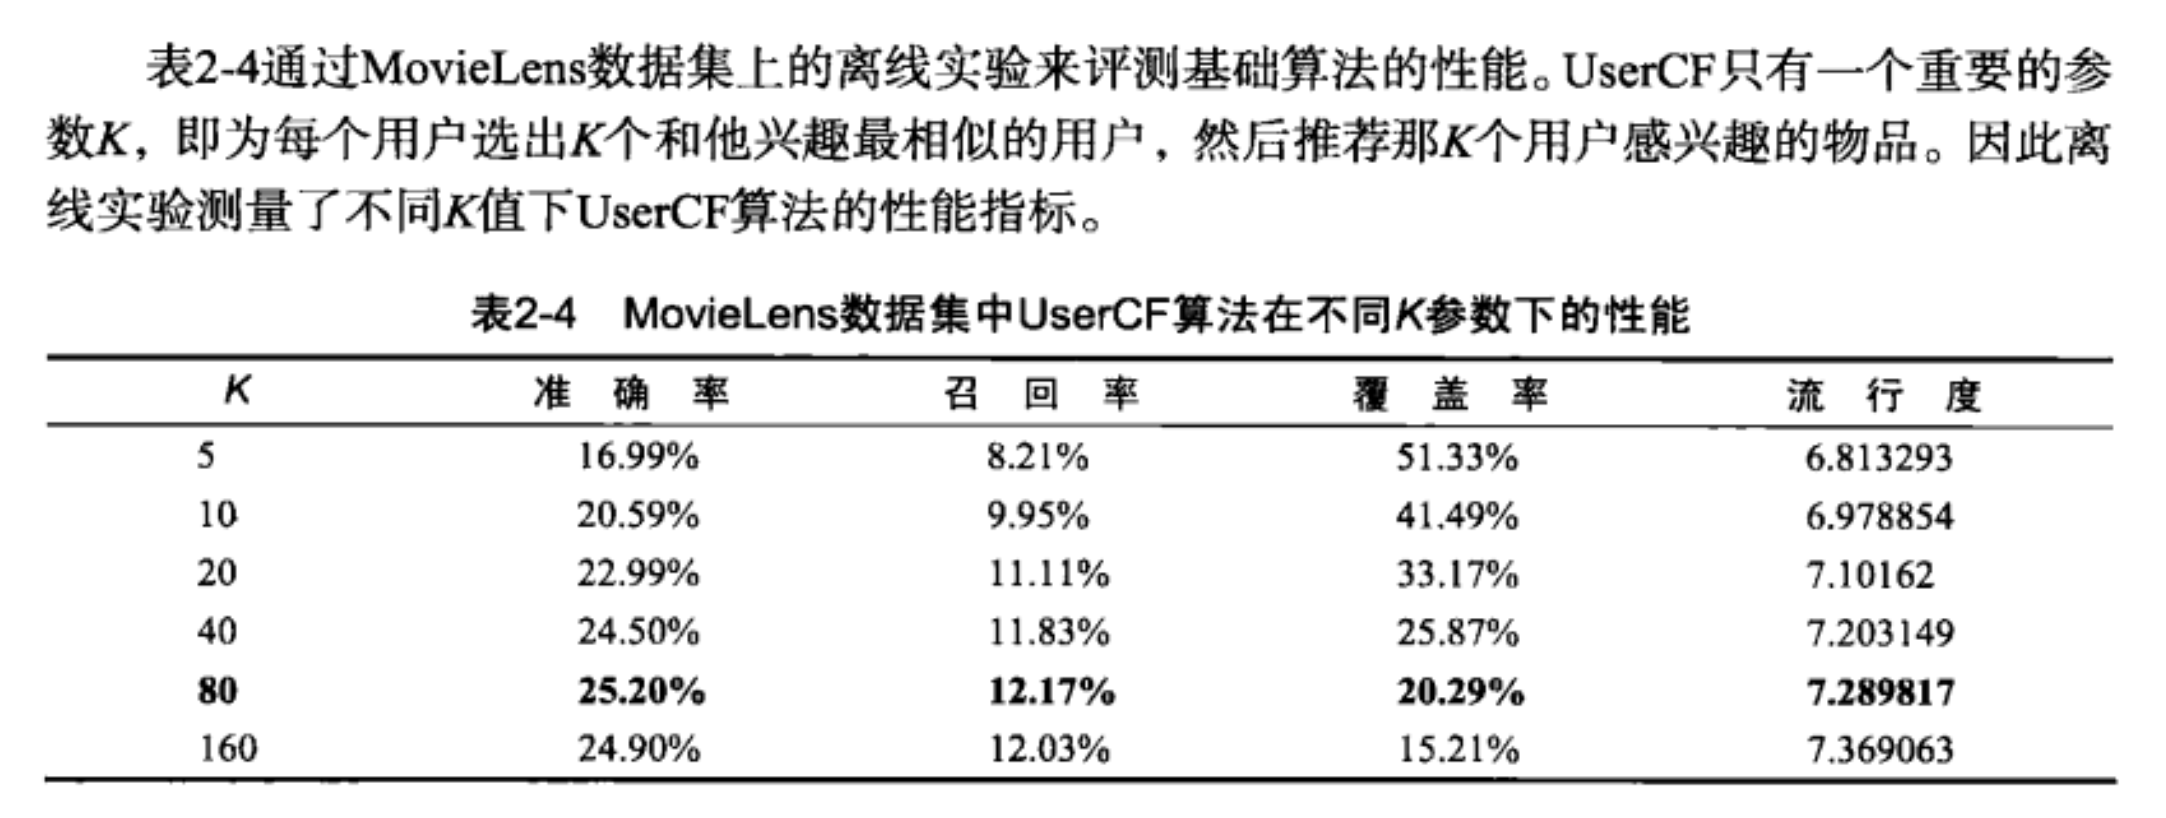 表2-4通过MovieLens数据集上的离线实验来评测基础算法的性能。UserCF只有一个重要的参
数K，即为每个用户选出K个和他兴趣最相似的用户，然后推荐那K个用户感兴趣的物品。因此离
线实验测量了不同K值下UserCF算法的性能指标。
表2-4 MovieLens数据集中UserCF算法在不同K参数下的性能
K 准确率 召回率 覆盖率 流行度
5 16.99% 8.21% 51.33% 6.813293
10 20.59% 9.95% 41.49% 6.978854
20 22.99% 11.11% 33.17% 7.10162
40 24.50% 11.83% 25.87% 7.203149
80 25.20% 12.17% 20.29% 7.289817
160 24.90% 12.03% 15.21% 7.369063